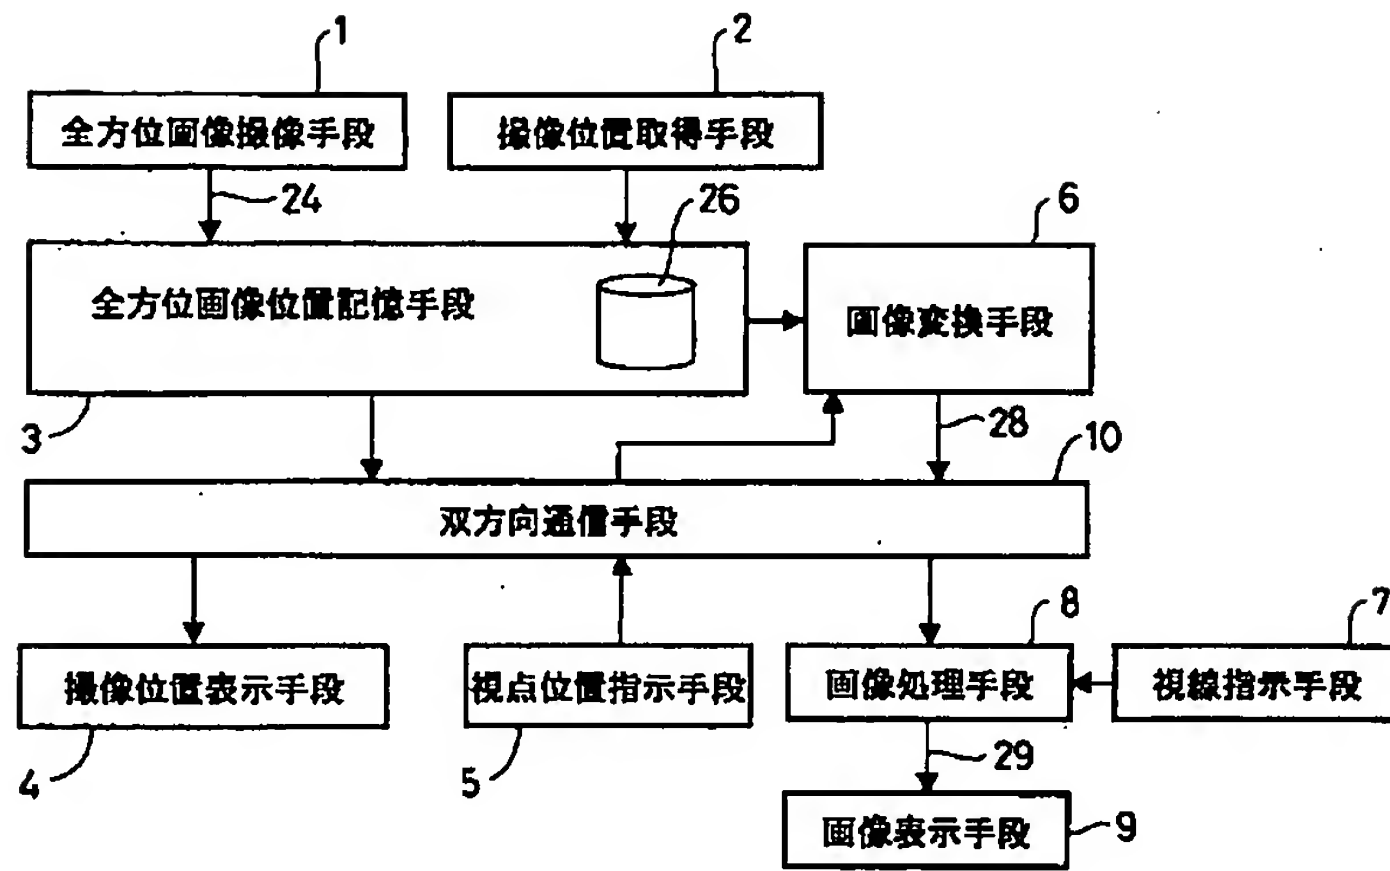 1
2
全方位画像撮像手段
撮像位置取得手段
24
26
6
全方位画像位置記憶手段
画像変換手段
3
28
10
双方向通信手段
8
7
撮像位置表示手段
視点位置指示手段
画像処理手段
視線指示手段
4
5
29
画像表示手段
9